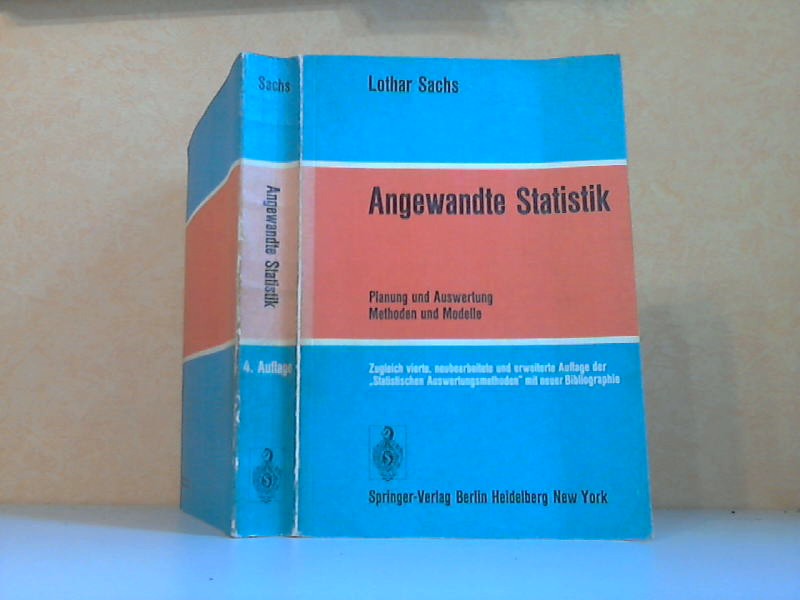 Sachs
Angewandte Statistik
4. Auflage
Lothar Sachs
Angewandte Statistik
Planung und Auswertung
Methoden und Modelle
Zugleich vierte, neubearbeitete und erweiterte Auflage der
„Statistischen Auswertungsmethoden" mit neuer Bibliographie
Springer-Verlag Berlin Heidelberg New York